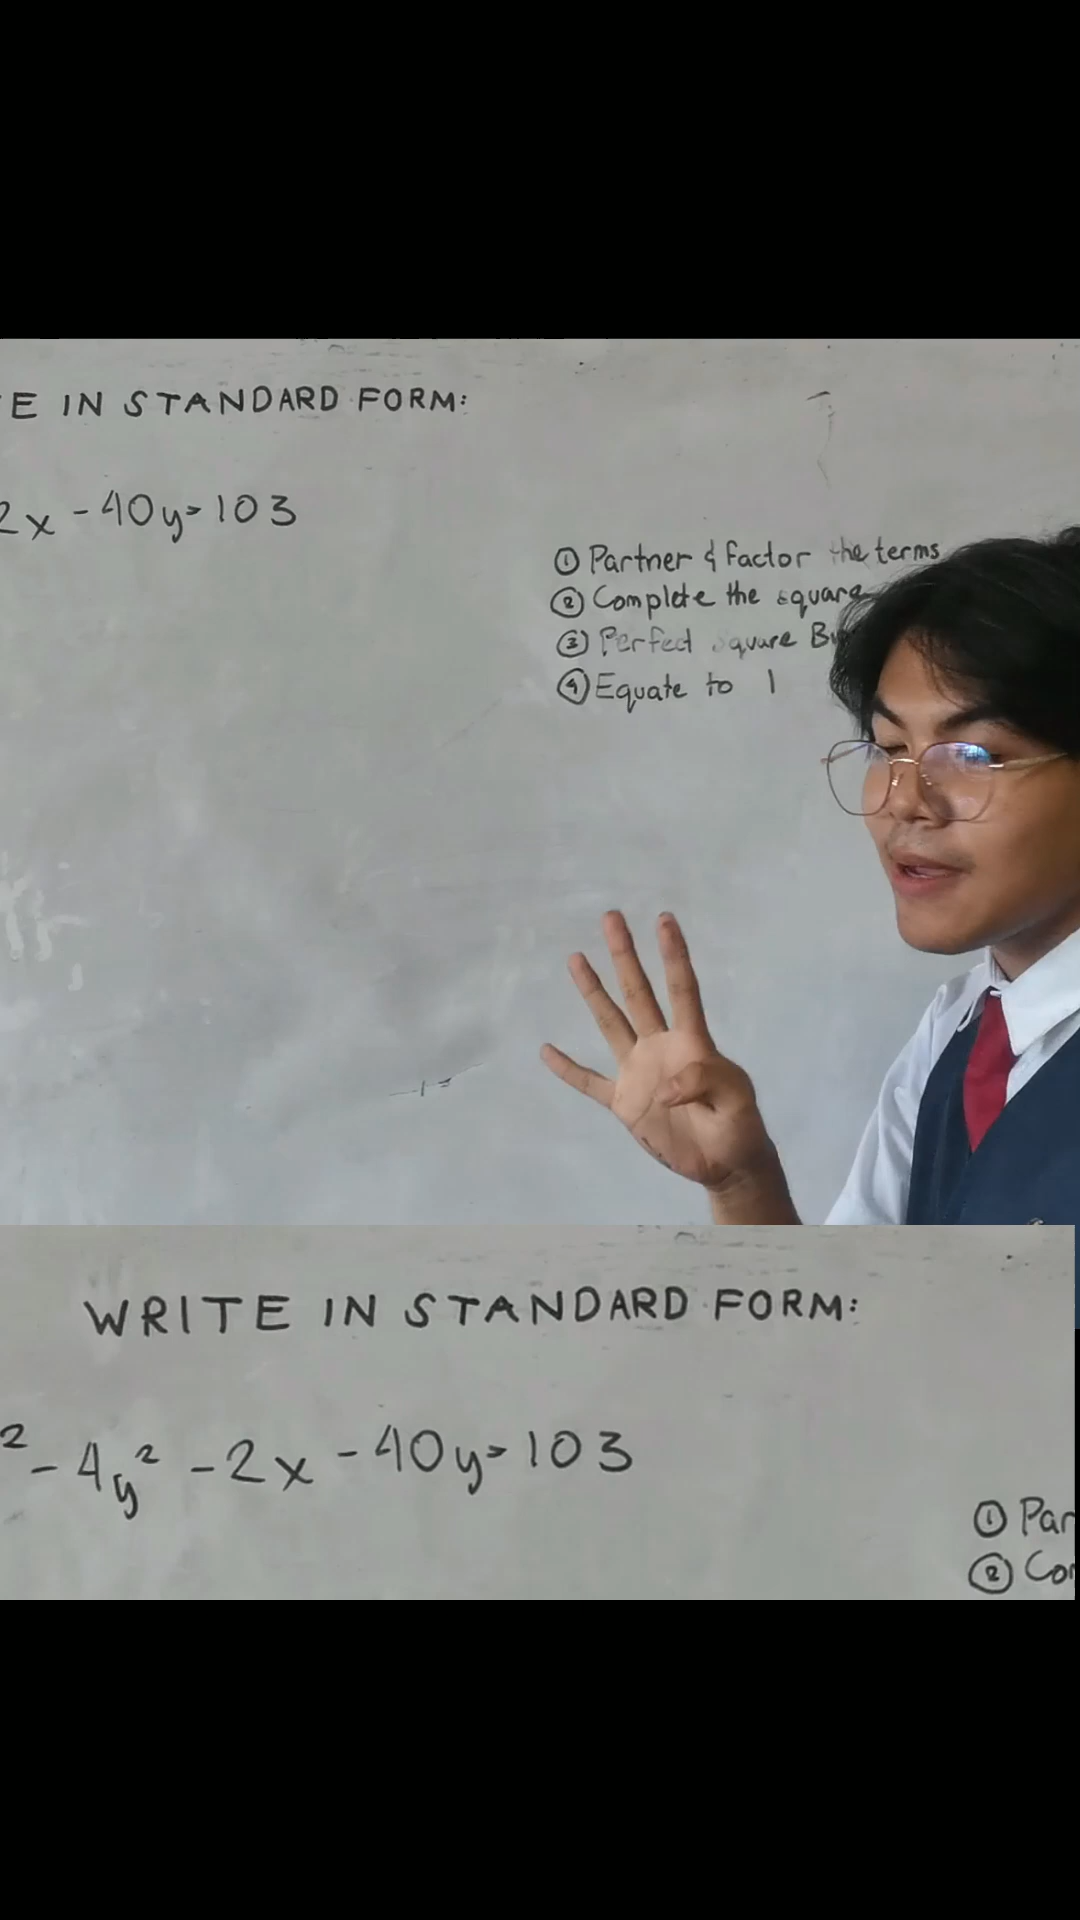 E IN STANDARD FORM:
2x - 40y = 103
① Partner & factor the terms
② Complete the square
③ Perfect square
④ Equate to 1
WRITE IN STANDARD FORM:
² - 4y² - 2x - 40y = 103
① Par
② Com